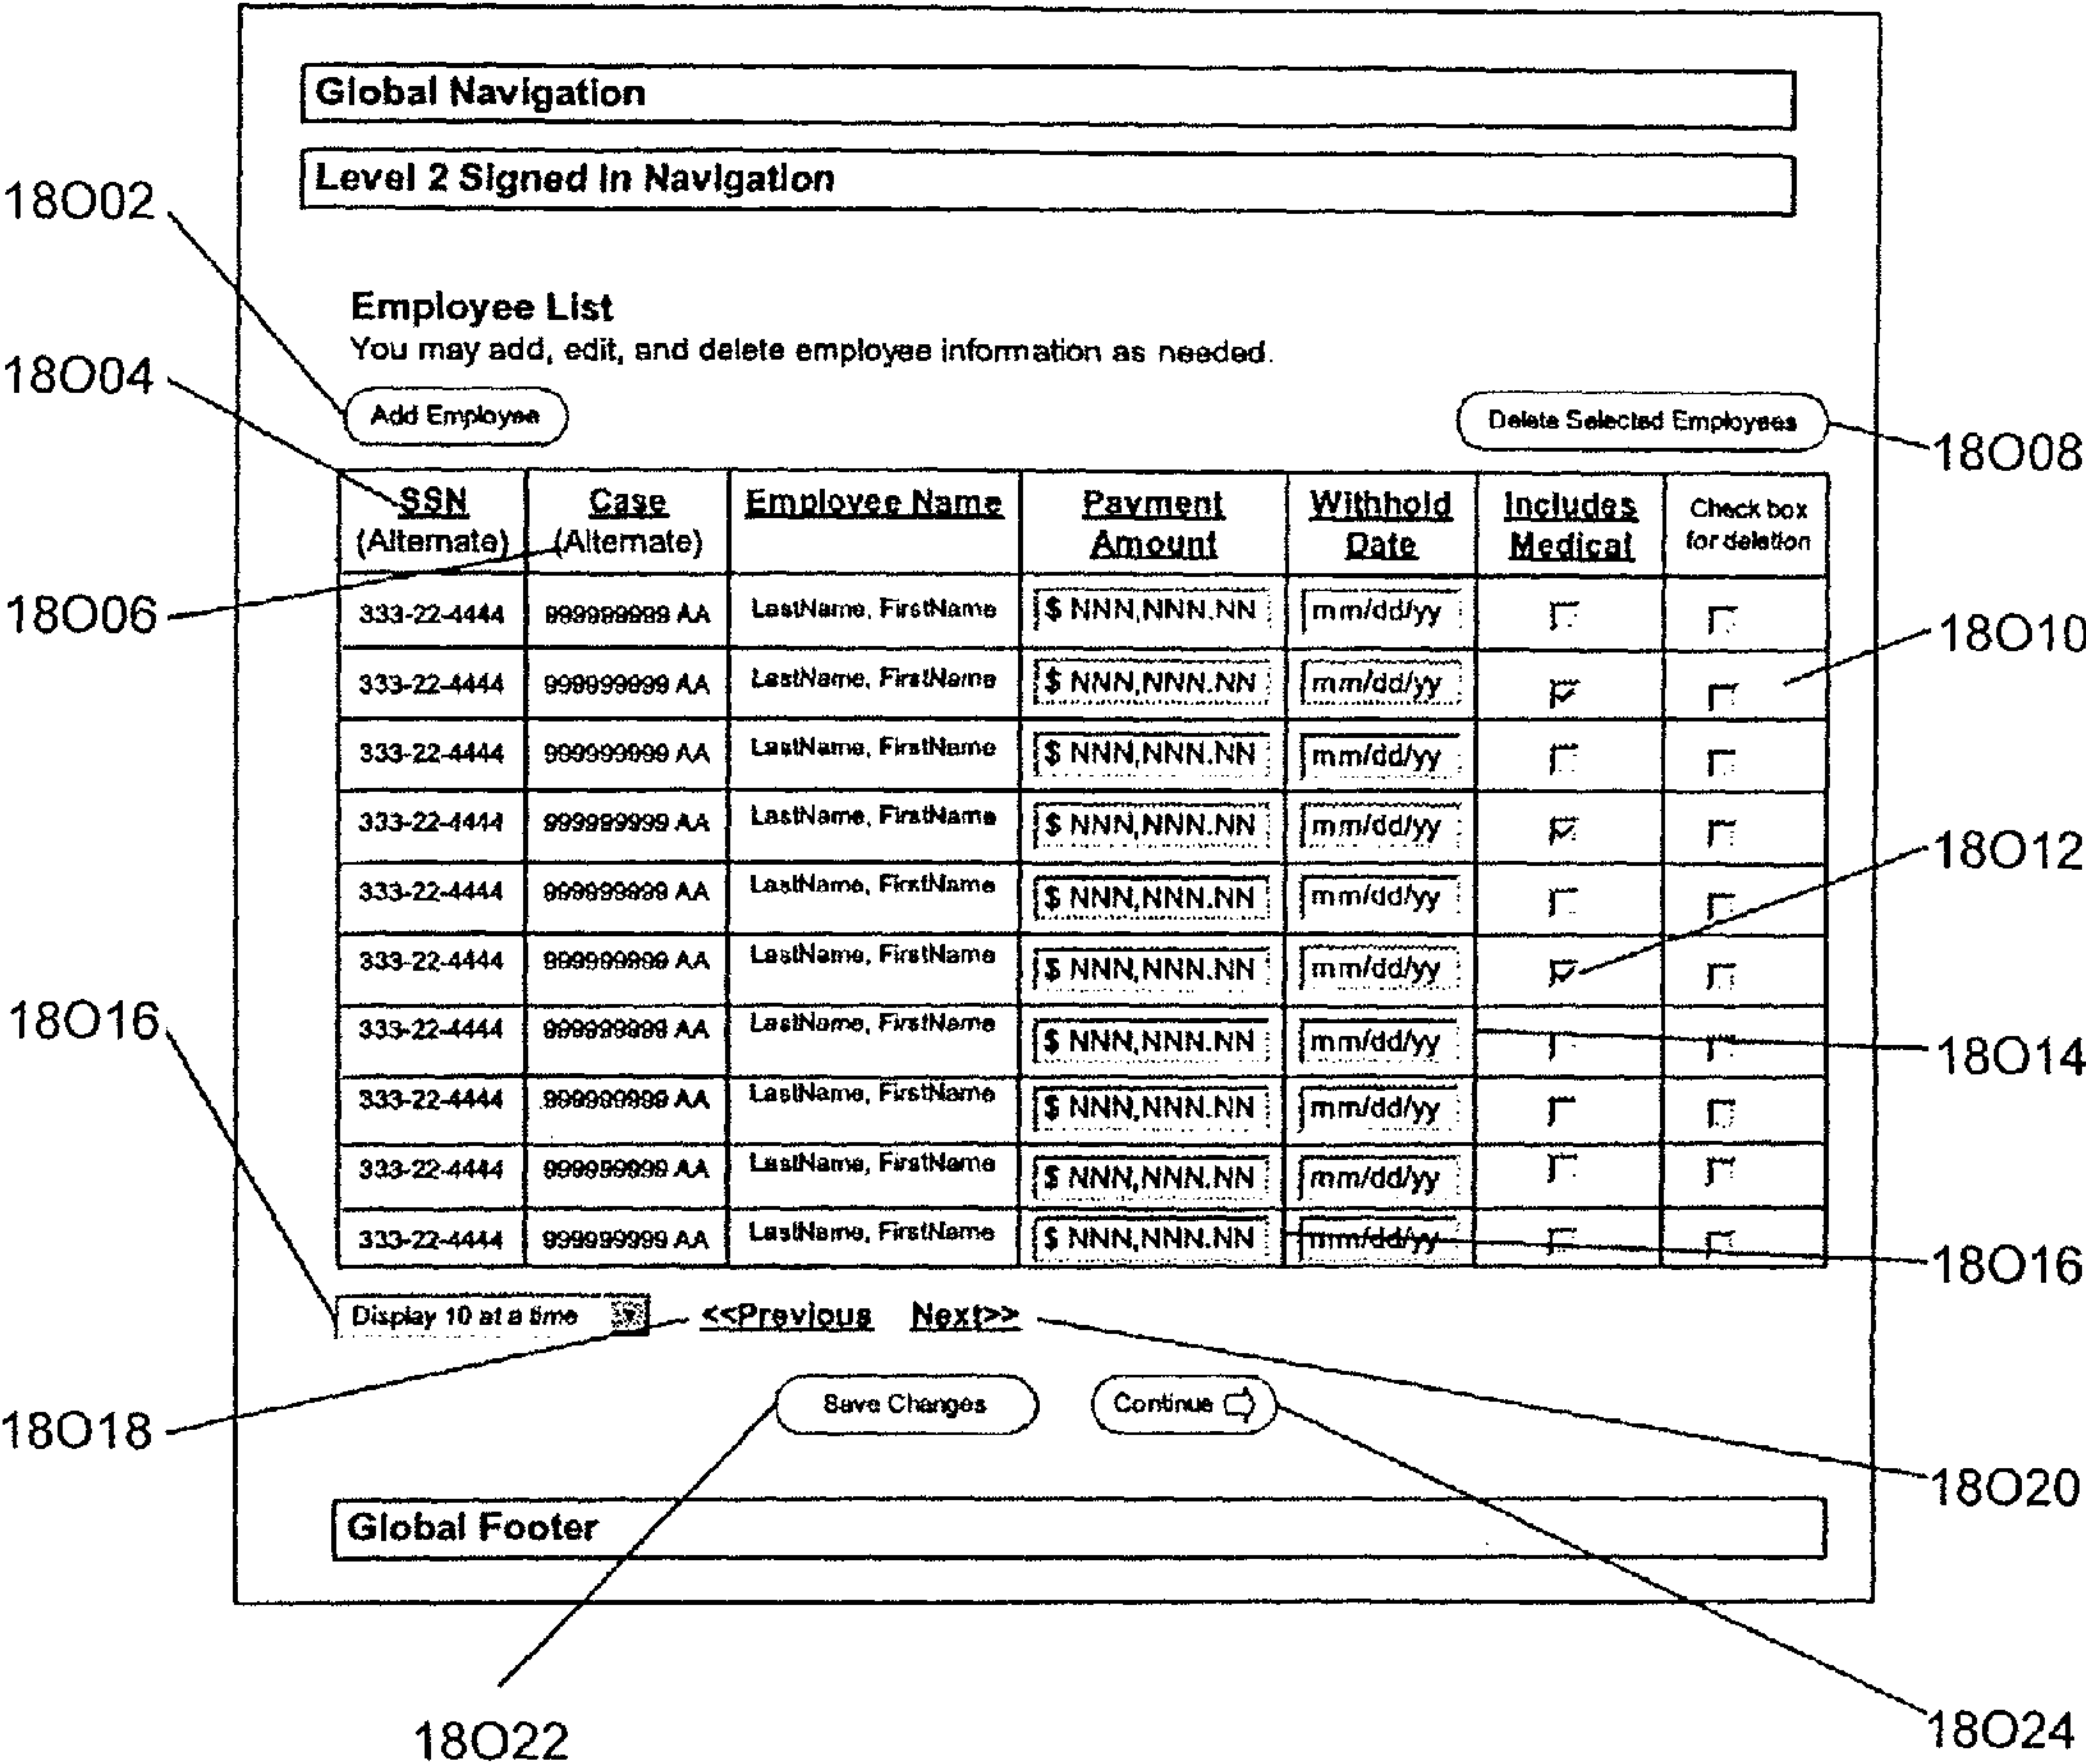 Global Navigation
Level 2 Signed In Navigation
18O02
Employee List
You may add, edit, and delete employee information as needed.
18O04
Add Employee
Delete Selected Employees
18O08
SSN (Alternate) Case (Alternate) Employee Name Payment Amount Withhold Date Includes Medical Check box for deletion
18O06
333-22-4444 999999999 AA LastName, FirstName $ NNN,NNN.NN mm/dd/yy
18O10
333-22-4444 999999999 AA LastName, FirstName $ NNN,NNN.NN mm/dd/yy
333-22-4444 999999999 AA LastName, FirstName $ NNN,NNN.NN mm/dd/yy
333-22-4444 999999999 AA LastName, FirstName $ NNN,NNN.NN mm/dd/yy
18O12
333-22-4444 999999999 AA LastName, FirstName $ NNN,NNN.NN mm/dd/yy
333-22-4444 999999999 AA LastName, FirstName $ NNN,NNN.NN mm/dd/yy
18O16
333-22-4444 999999999 AA LastName, FirstName $ NNN,NNN.NN mm/dd/yy
18O14
333-22-4444 999999999 AA LastName, FirstName $ NNN,NNN.NN mm/dd/yy
333-22-4444 999999999 AA LastName, FirstName $ NNN,NNN.NN mm/dd/yy
333-22-4444 999999999 AA LastName, FirstName $ NNN,NNN.NN mm/dd/yy
18O16
Display 10 at a time <<Previous Next>>
Save Changes Continue
18O18
18O20
Global Footer
18O22
18O24